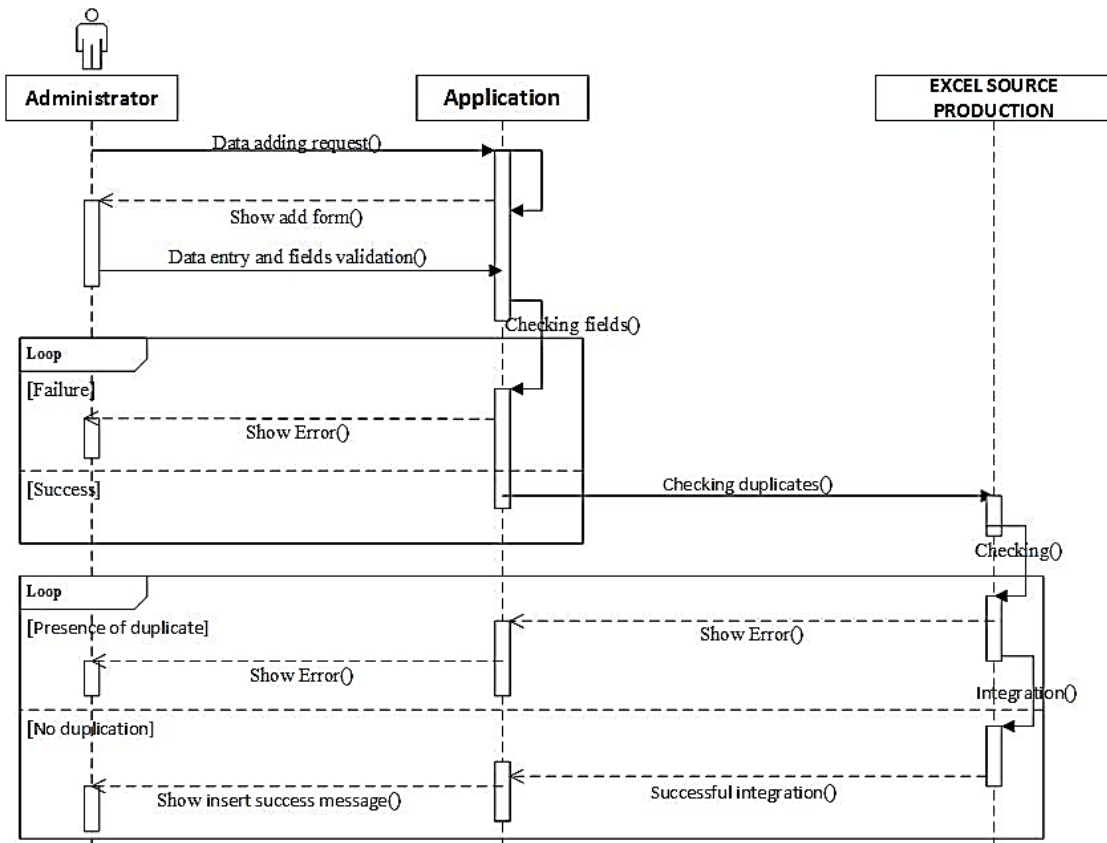 Administrator
Application
EXCEL SOURCE
PRODUCTION
Data adding request()
Show add form()
Data entry and fields validation()
Checking fields()
Loop
[Failure]
Show Error()
[Success]
Checking duplicates()
Checking()
Loop
[Presence of duplicate]
Show Error()
Show Error()
Integration()
[No duplication]
Successful integration()
Show insert success message()